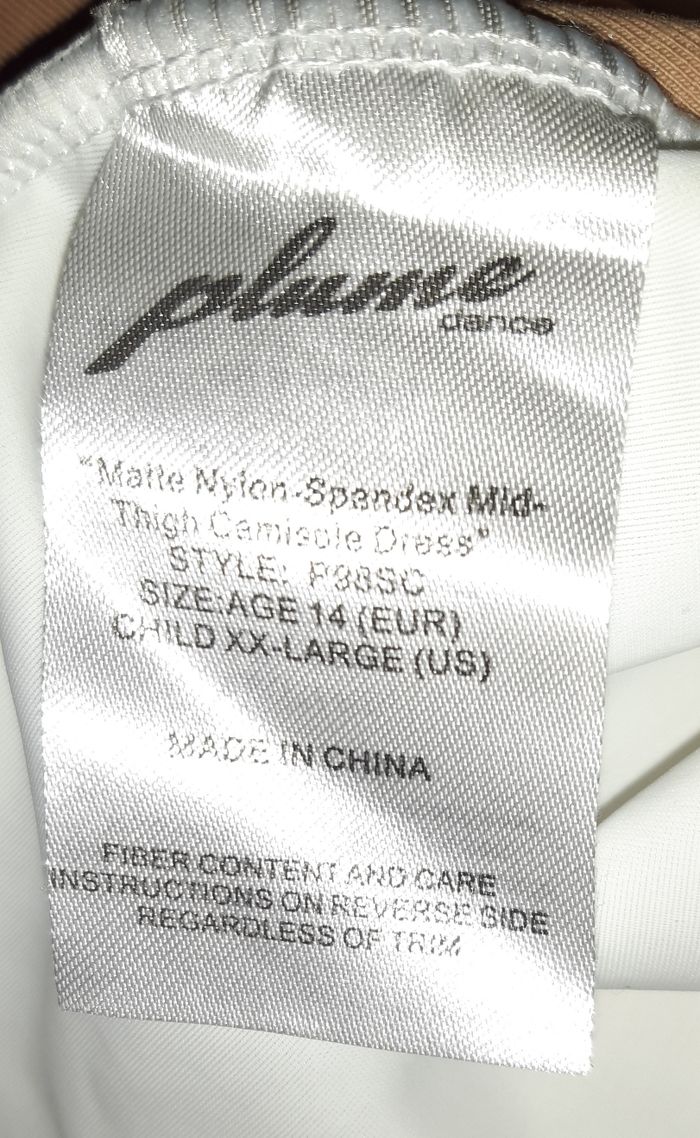 plume
dance
"Matte Nylon-Spandex Mid-
Thigh Camisole Dress"
STYLE: P98SC
SIZE:AGE 14 (EUR)
CHILD XX-LARGE (US)
MADE IN CHINA
FIBER CONTENT AND CARE
INSTRUCTIONS ON REVERSE SIDE
REGARDLESS OF TRIM